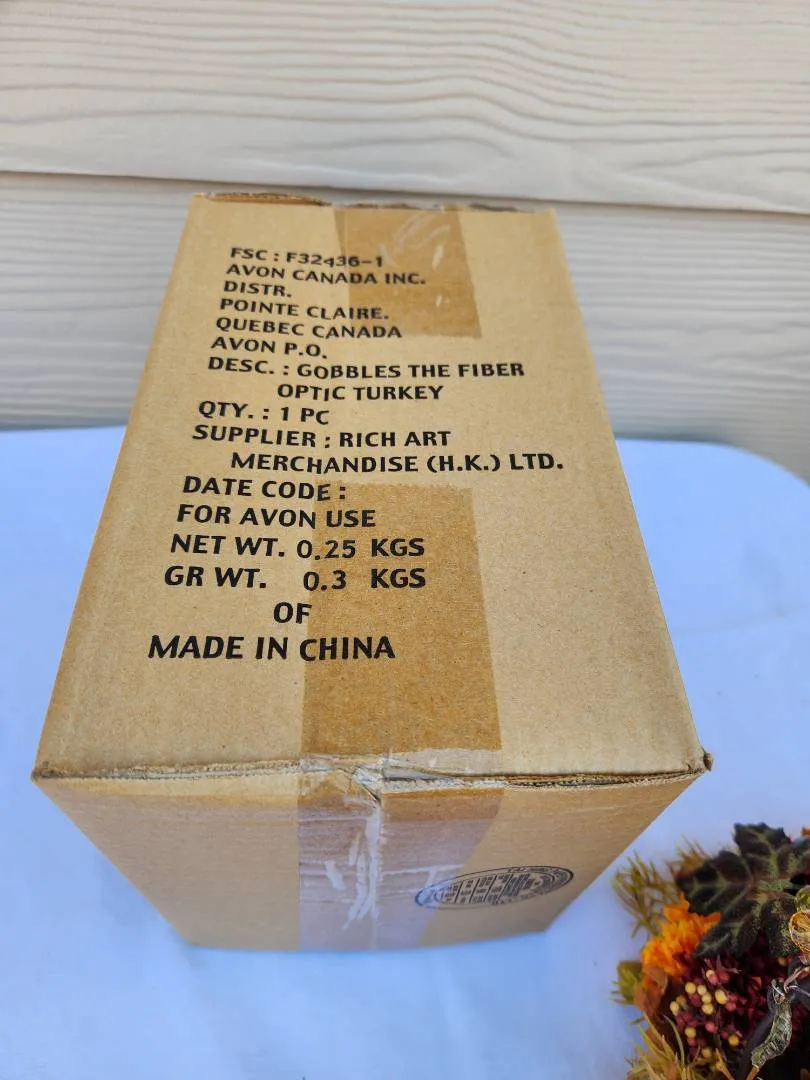 FSC : F32436-1
AVON CANADA INC.
DISTR.
POINTE CLAIRE.
QUEBEC CANADA
AVON P.O.
DESC. : GOBBLES THE FIBER
OPTIC TURKEY
QTY. : 1 PC
SUPPLIER : RICH ART
MERCHANDISE (H.K.) LTD.
DATE CODE :
FOR AVON USE
NET WT. 0.25 KGS
GR WT. 0.3 KGS
OF
MADE IN CHINA